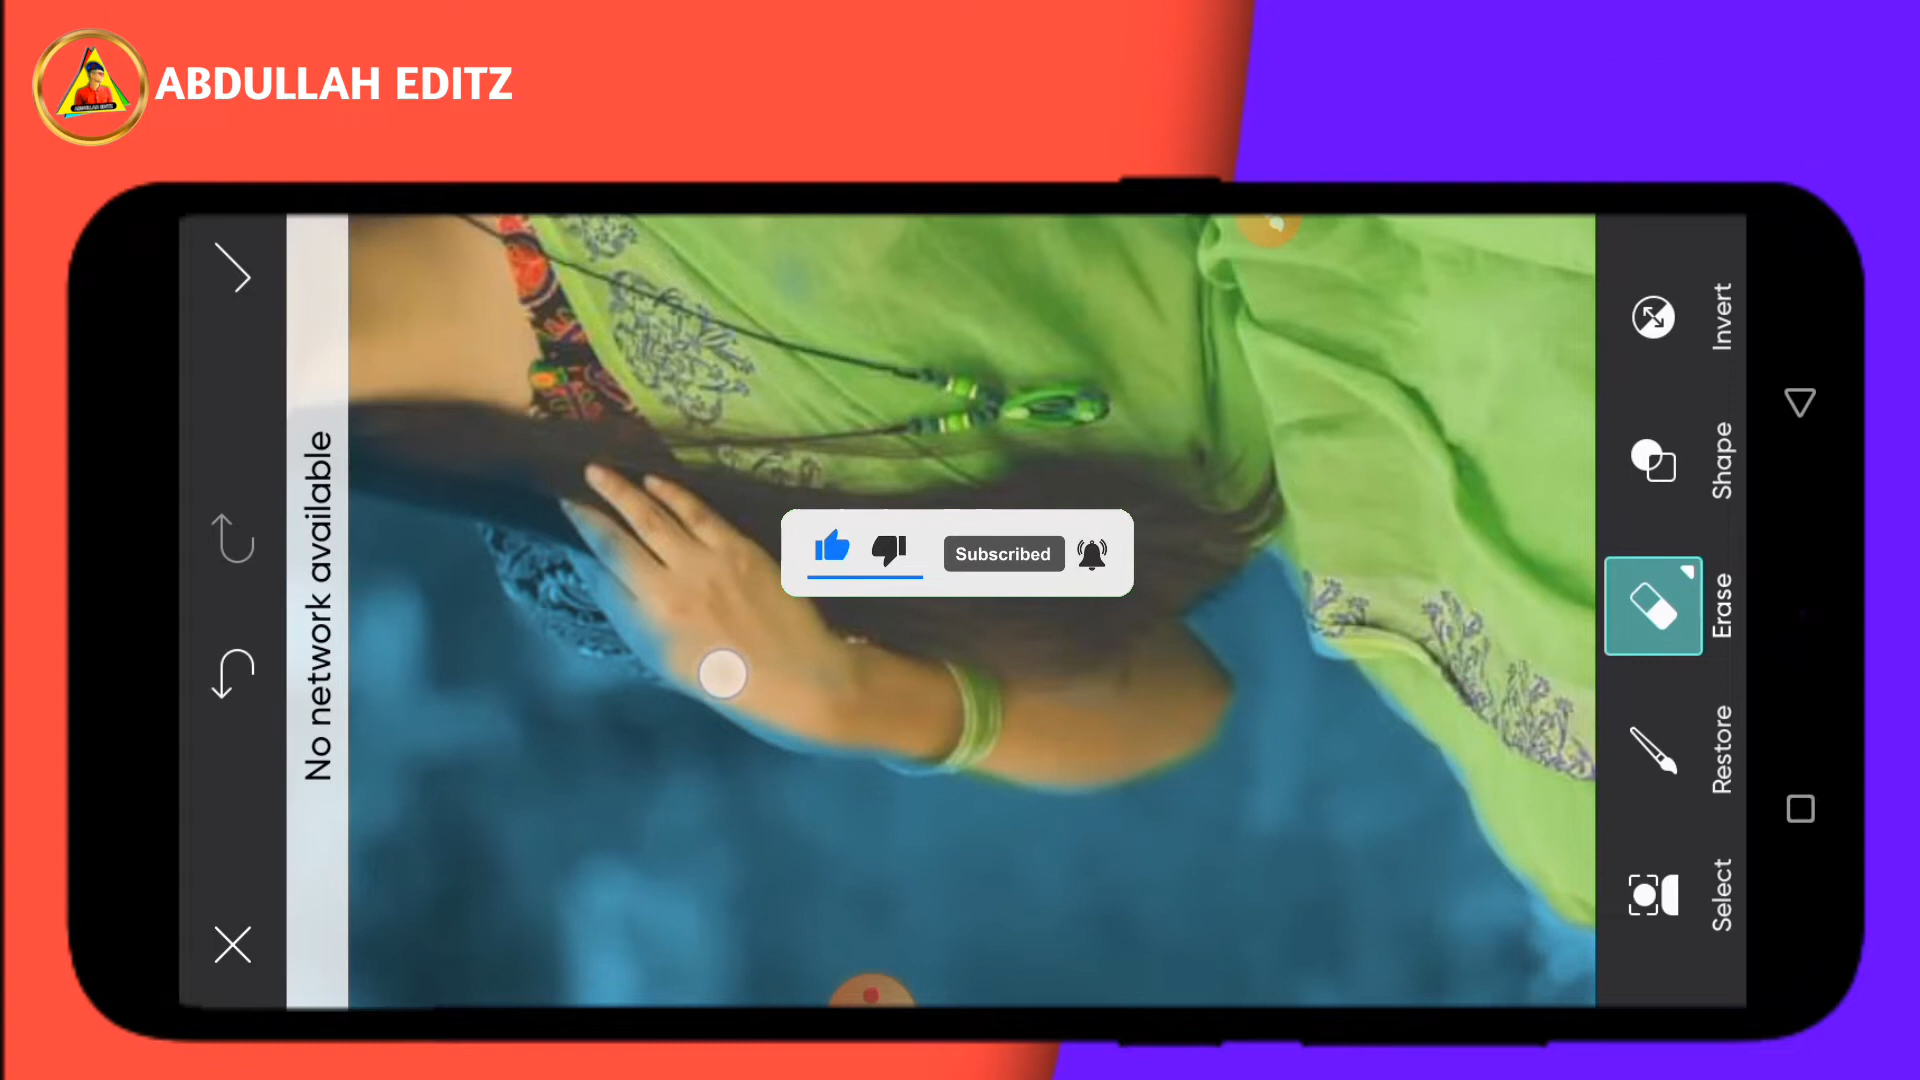 ABDULLAH EDITZ
No network available
Subscribed
Invert
Shape
Erase
Restore
Select